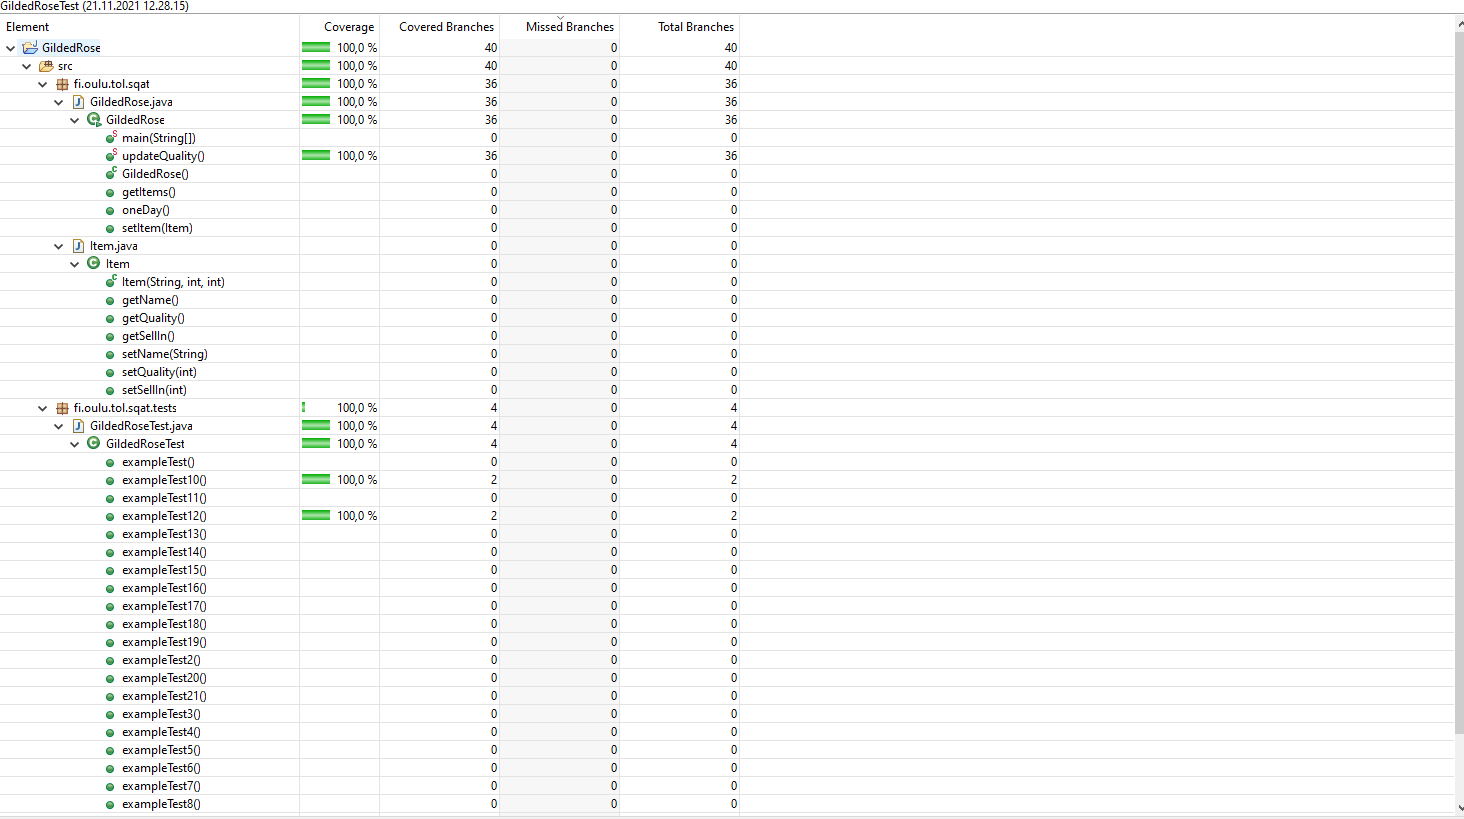 GildedRoseTest (21.11.2021 12.28.15)
Element Coverage Covered Branches Missed Branches Total Branches
GildedRose 100,0 % 40 0 40
src 100,0 % 40 0 40
fi.oulu.tol.sqat 100,0 % 36 0 36
GildedRose.java 100,0 % 36 0 36
GildedRose 100,0 % 36 0 36
main(String[]) 0 0 0
updateQuality() 100,0 % 36 0 36
GildedRose() 0 0 0
getItems() 0 0 0
oneDay() 0 0 0
setItem(Item) 0 0 0
Item.java 0 0 0
Item 0 0 0
Item(String, int, int) 0 0 0
getName() 0 0 0
getQuality() 0 0 0
getSellIn() 0 0 0
setName(String) 0 0 0
setQuality(int) 0 0 0
setSellIn(int) 0 0 0
fi.oulu.tol.sqat.tests 100,0 % 4 0 4
GildedRoseTest.java 100,0 % 4 0 4
GildedRoseTest 100,0 % 4 0 4
exampleTest() 0 0 0
exampleTest10() 100,0 % 2 0 2
exampleTest11() 0 0 0
exampleTest12() 100,0 % 2 0 2
exampleTest13() 0 0 0
exampleTest14() 0 0 0
exampleTest15() 0 0 0
exampleTest16() 0 0 0
exampleTest17() 0 0 0
exampleTest18() 0 0 0
exampleTest19() 0 0 0
exampleTest2() 0 0 0
exampleTest20() 0 0 0
exampleTest21() 0 0 0
exampleTest3() 0 0 0
exampleTest4() 0 0 0
exampleTest5() 0 0 0
exampleTest6() 0 0 0
exampleTest7() 0 0 0
exampleTest8() 0 0 0